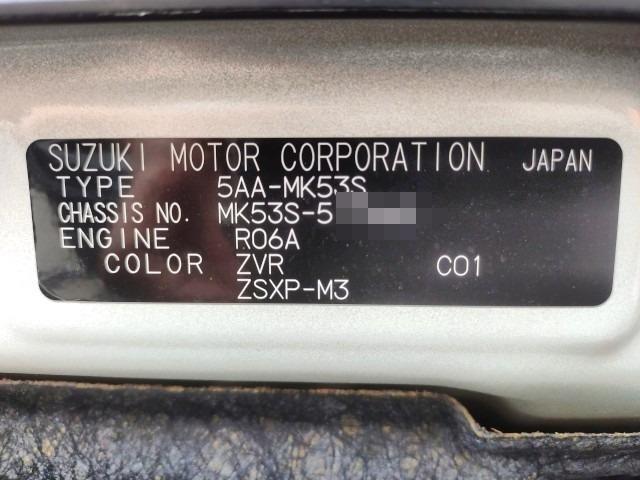 SUZUKI MOTOR CORPORATION JAPAN
TYPE 5AA-MK53S
CHASSIS NO. MK53S-5
ENGINE R06A
COLOR ZVR C01
ZSXP-M3